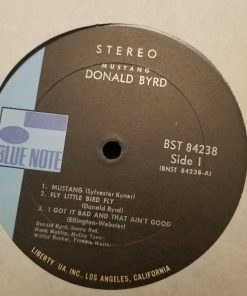 STEREO
MUSTANG
DONALD BYRD
BLUE NOTE
BST 84238
Side 1
(BNST 84238-A)
1. MUSTANG (Sylvester Kyner)
2. FLY LITTLE BIRD FLY
(Donald Byrd)
3. I GOT IT BAD AND THAT AIN'T GOOD
(Ellington-Webster)
Donald Byrd, Sonny Red,
Hank Mobley, McCoy Tyner,
Walter Booker, Freddie Waits
LIBERTY UA, INC., LOS ANGELES, CALIFORNIA